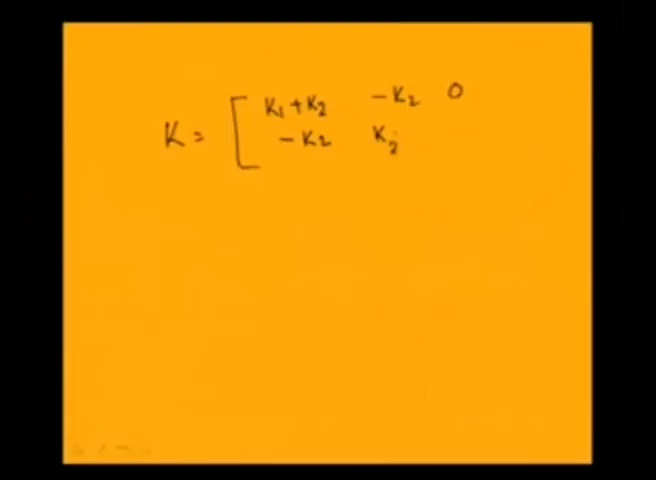 K = [ K₁ + K₂ - K₂ 0
- K₂ K₂